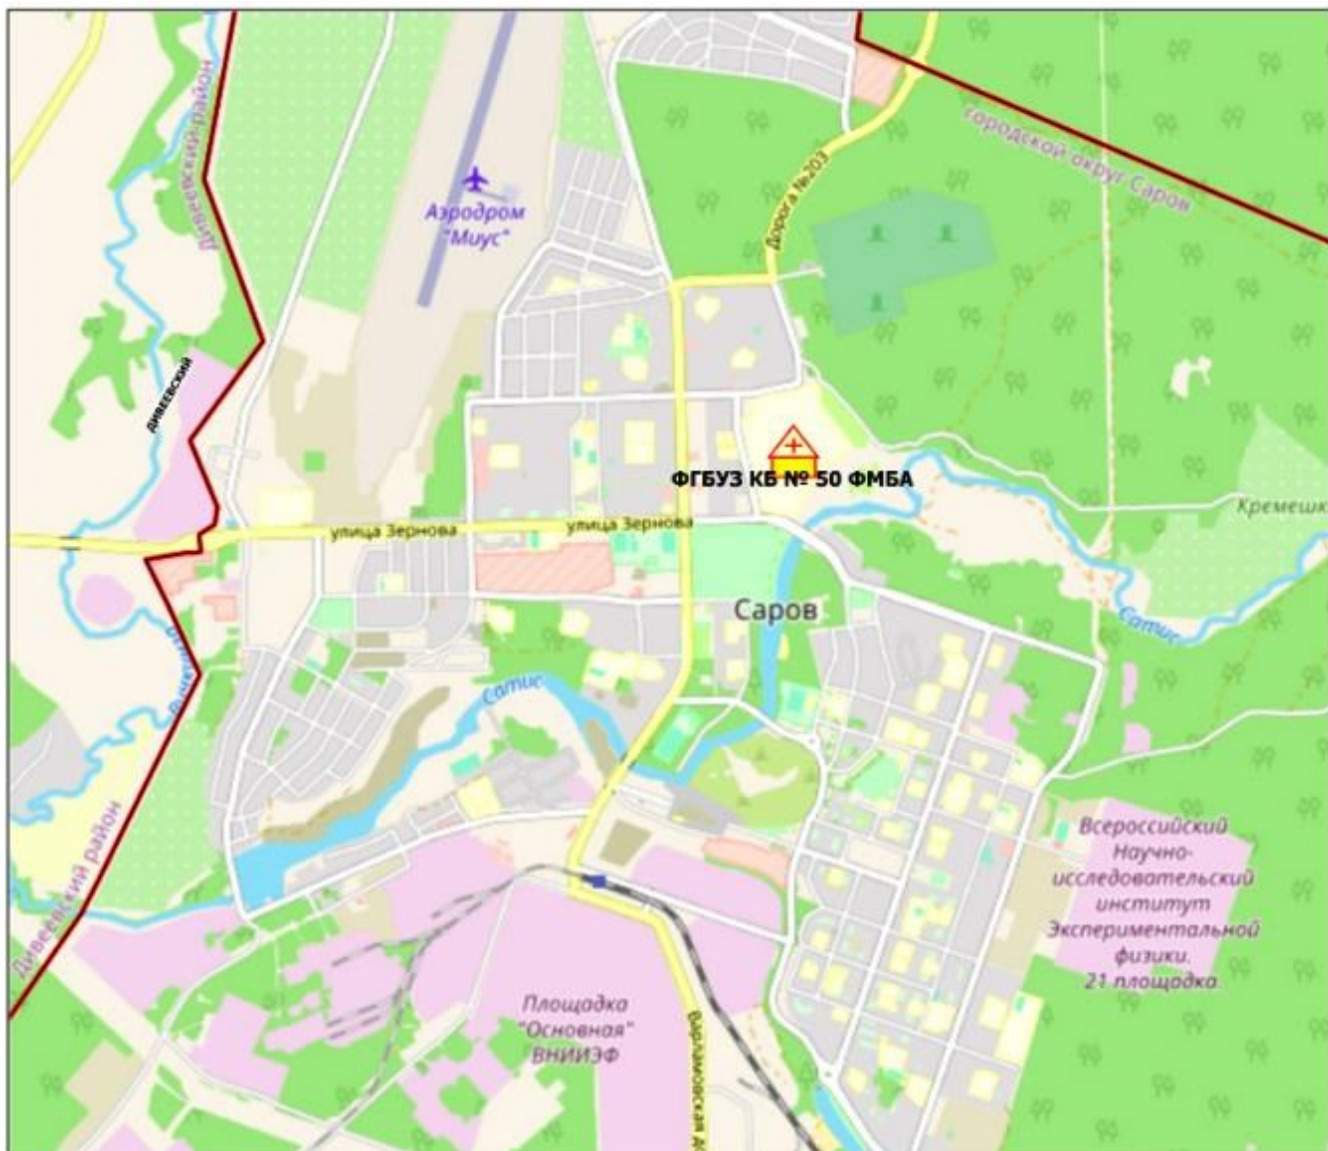 Дивеевский район
городской округ Саров
Дорога №203
Аэродром
"Миус"
ДИВЕЕВСКИЙ
ФГБУЗ КБ № 50 ФМБА
Кремешк
улица Зернова
улица Зернова
Саров
Сатис
Сатис
Всероссийский
Научно-
исследовательский
институт
Экспериментальной
физики.
21 площадка.
Дивеевский район
Площадка
"Основная"
ВНИИЭФ
Варламовская до